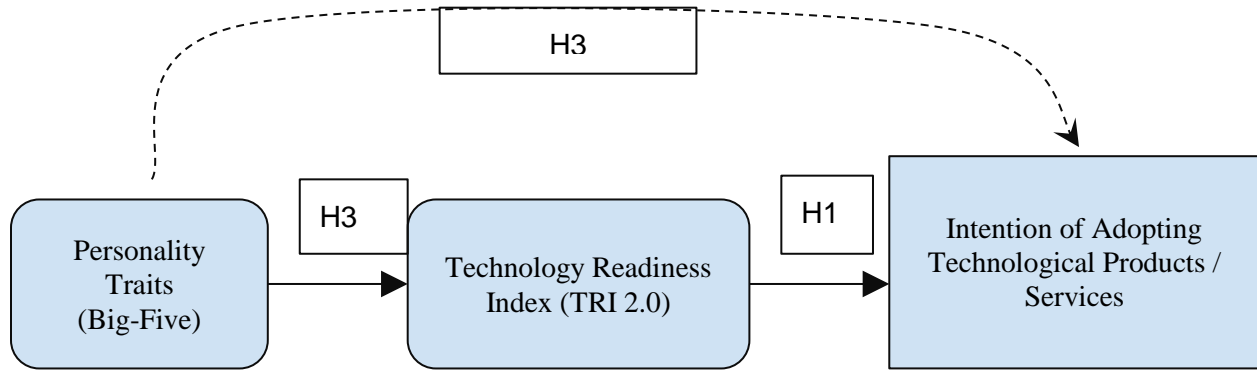 H3
H3
H1
Personality
Traits
(Big-Five)
Technology Readiness
Index (TRI 2.0)
Intention of Adopting
Technological Products /
Services